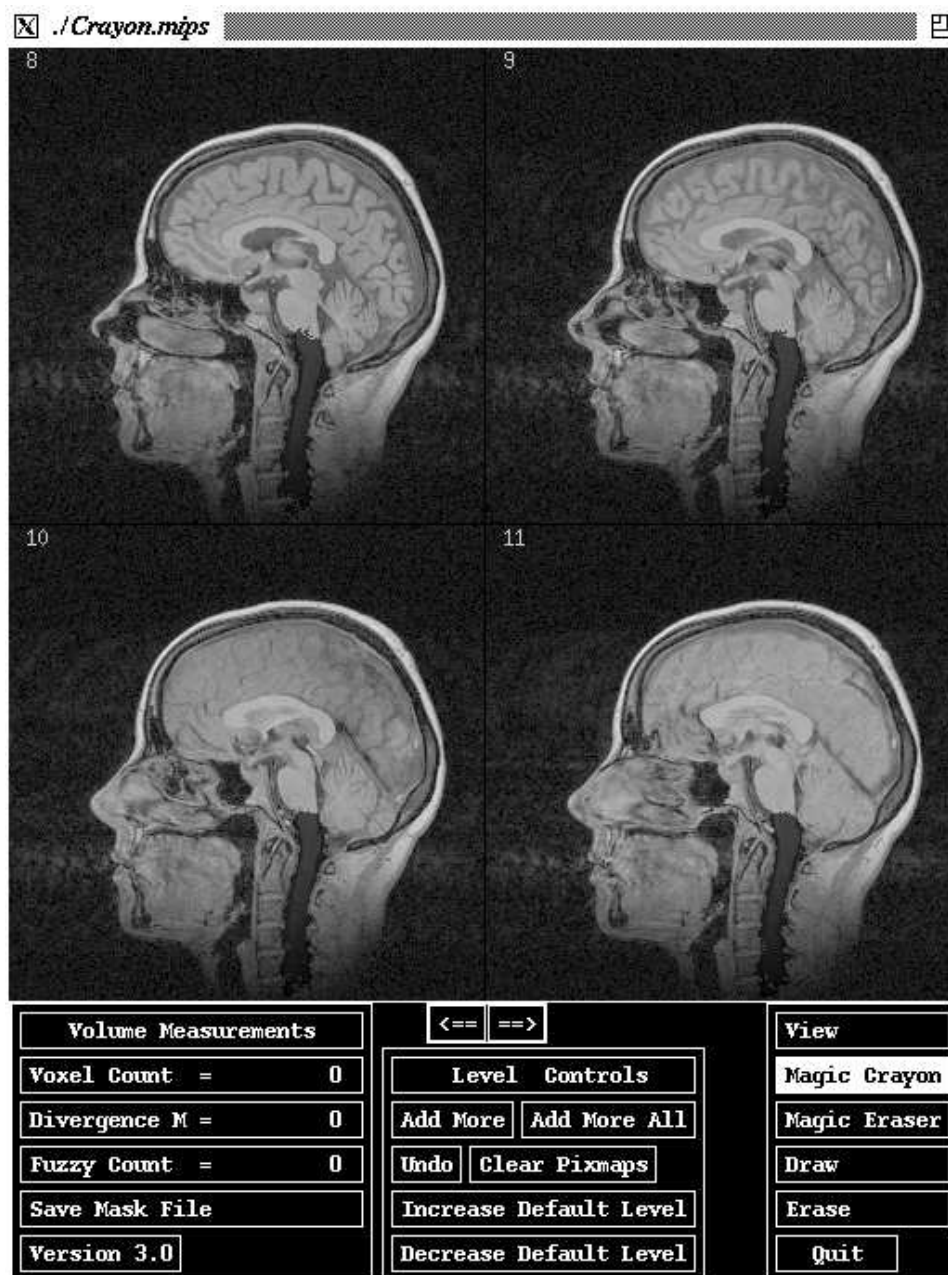 X ./Crayon.mips
8
9
10
11
Volume Measurements
Voxel Count = 0
Divergence M = 0
Fuzzy Count = 0
Save Mask File
Version 3.0
<== ==>
Level Controls
Add More Add More All
Undo Clear Pixmaps
Increase Default Level
Decrease Default Level
View
Magic Crayon
Magic Eraser
Draw
Erase
Quit